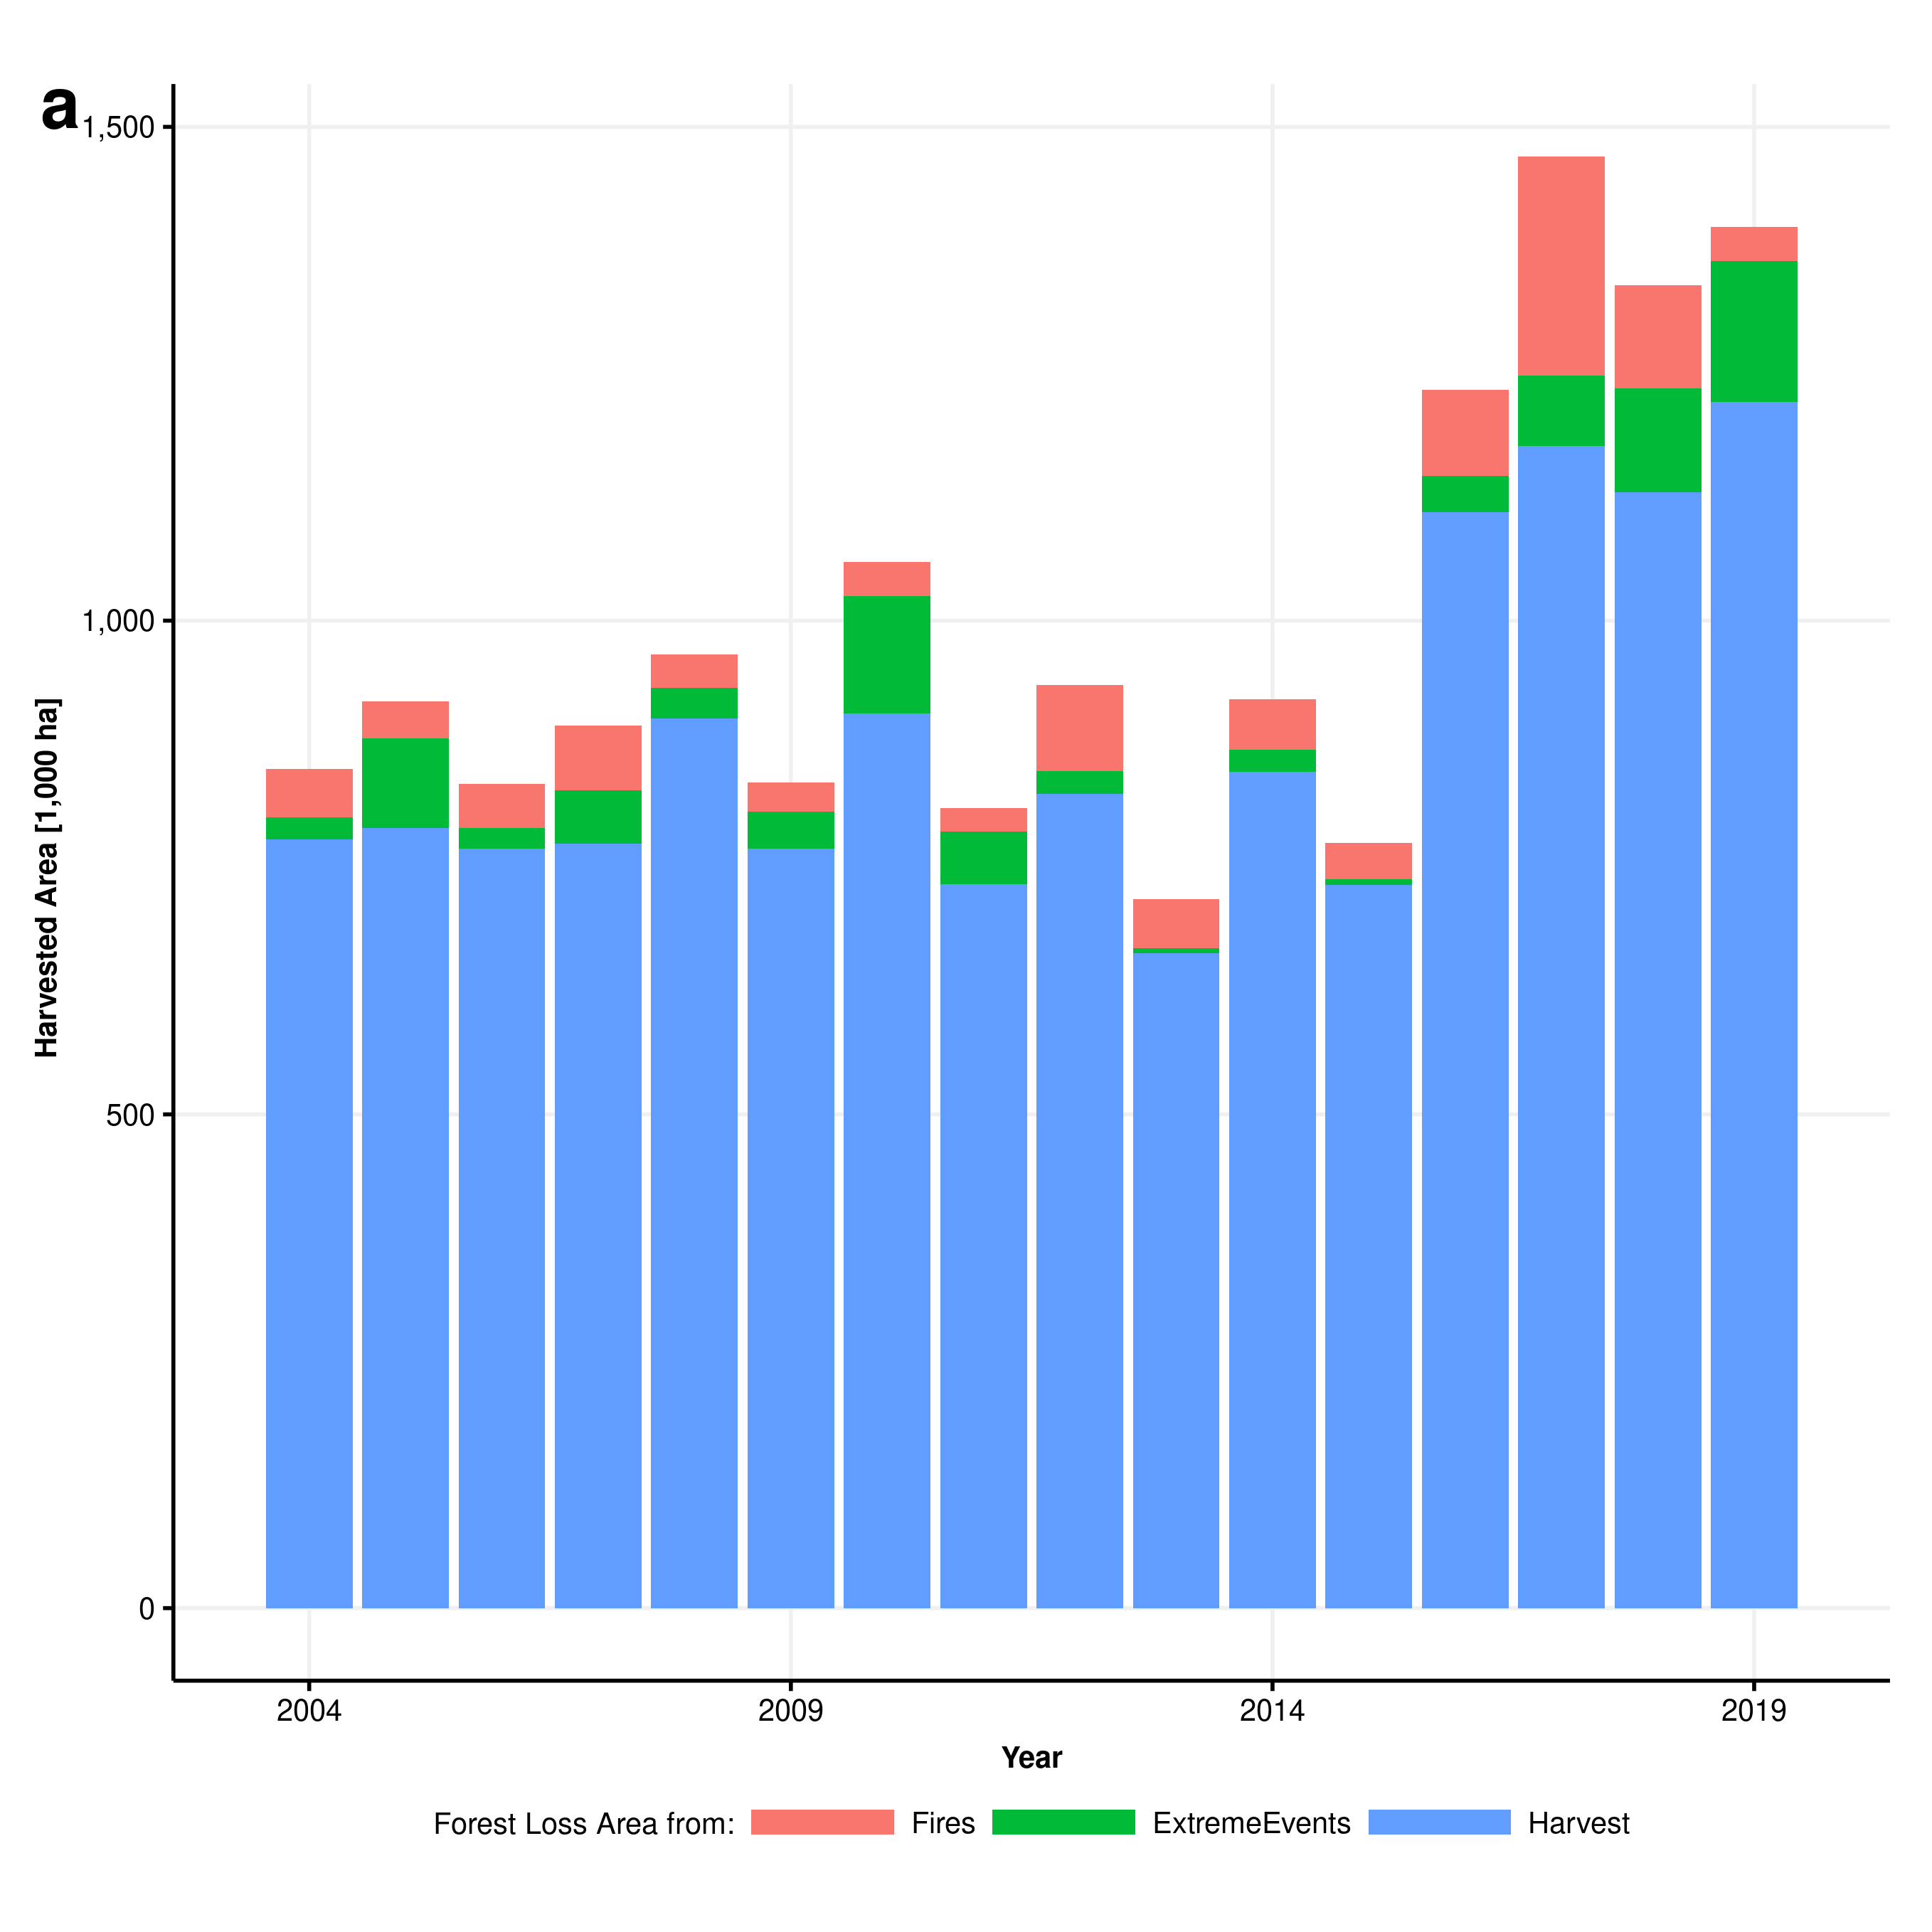 a
1,500
1,000
500
0
Harvested Area [1,000 ha]
2004 2009 2014 2019
Year
Forest Loss Area from: Fires ExtremeEvents Harvest